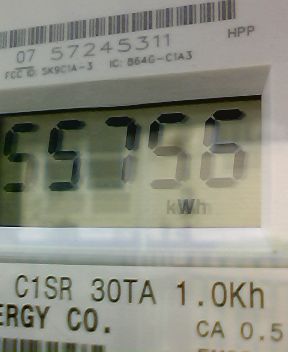 HPP
07 57245311
FCC ID: SK9C1A-3 IC: 864G-C1A3
55756
kWh
C1SR 30TA 1.0Kh
ERGY CO.
CA 0.5